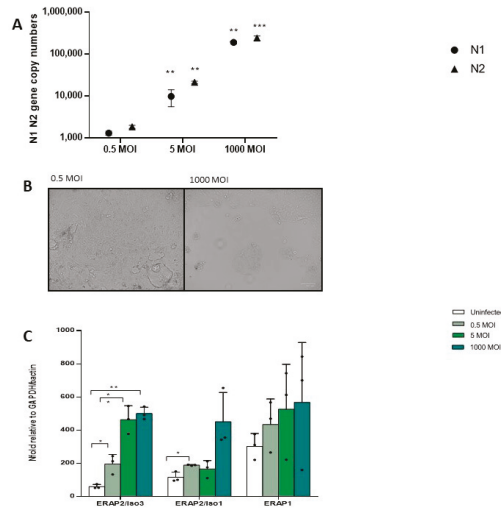 A
N1 N2 gene copy numbers
1,000,000
100,000
10,000
1,000
** ** ** ***
0.5 MOI 5 MOI 1000 MOI
N1
N2
B
0.5 MOI 1000 MOI
C
Nfold relative to GAPDH/bactin
1000
800
600
400
200
0
**
*
*
*
*
ERAP2/Iso3 ERAP2/Iso1 ERAP1
Uninfected
0.5 MOI
5 MOI
1000 MOI